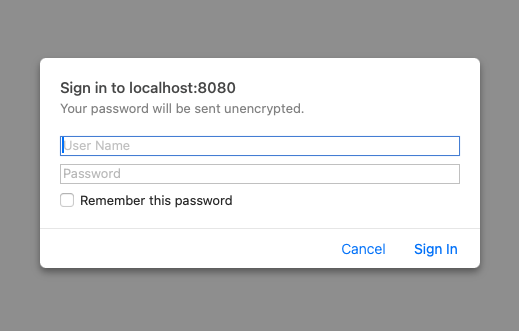 Sign in to localhost:8080
Your password will be sent unencrypted.
User Name
Password
Remember this password
Cancel Sign In